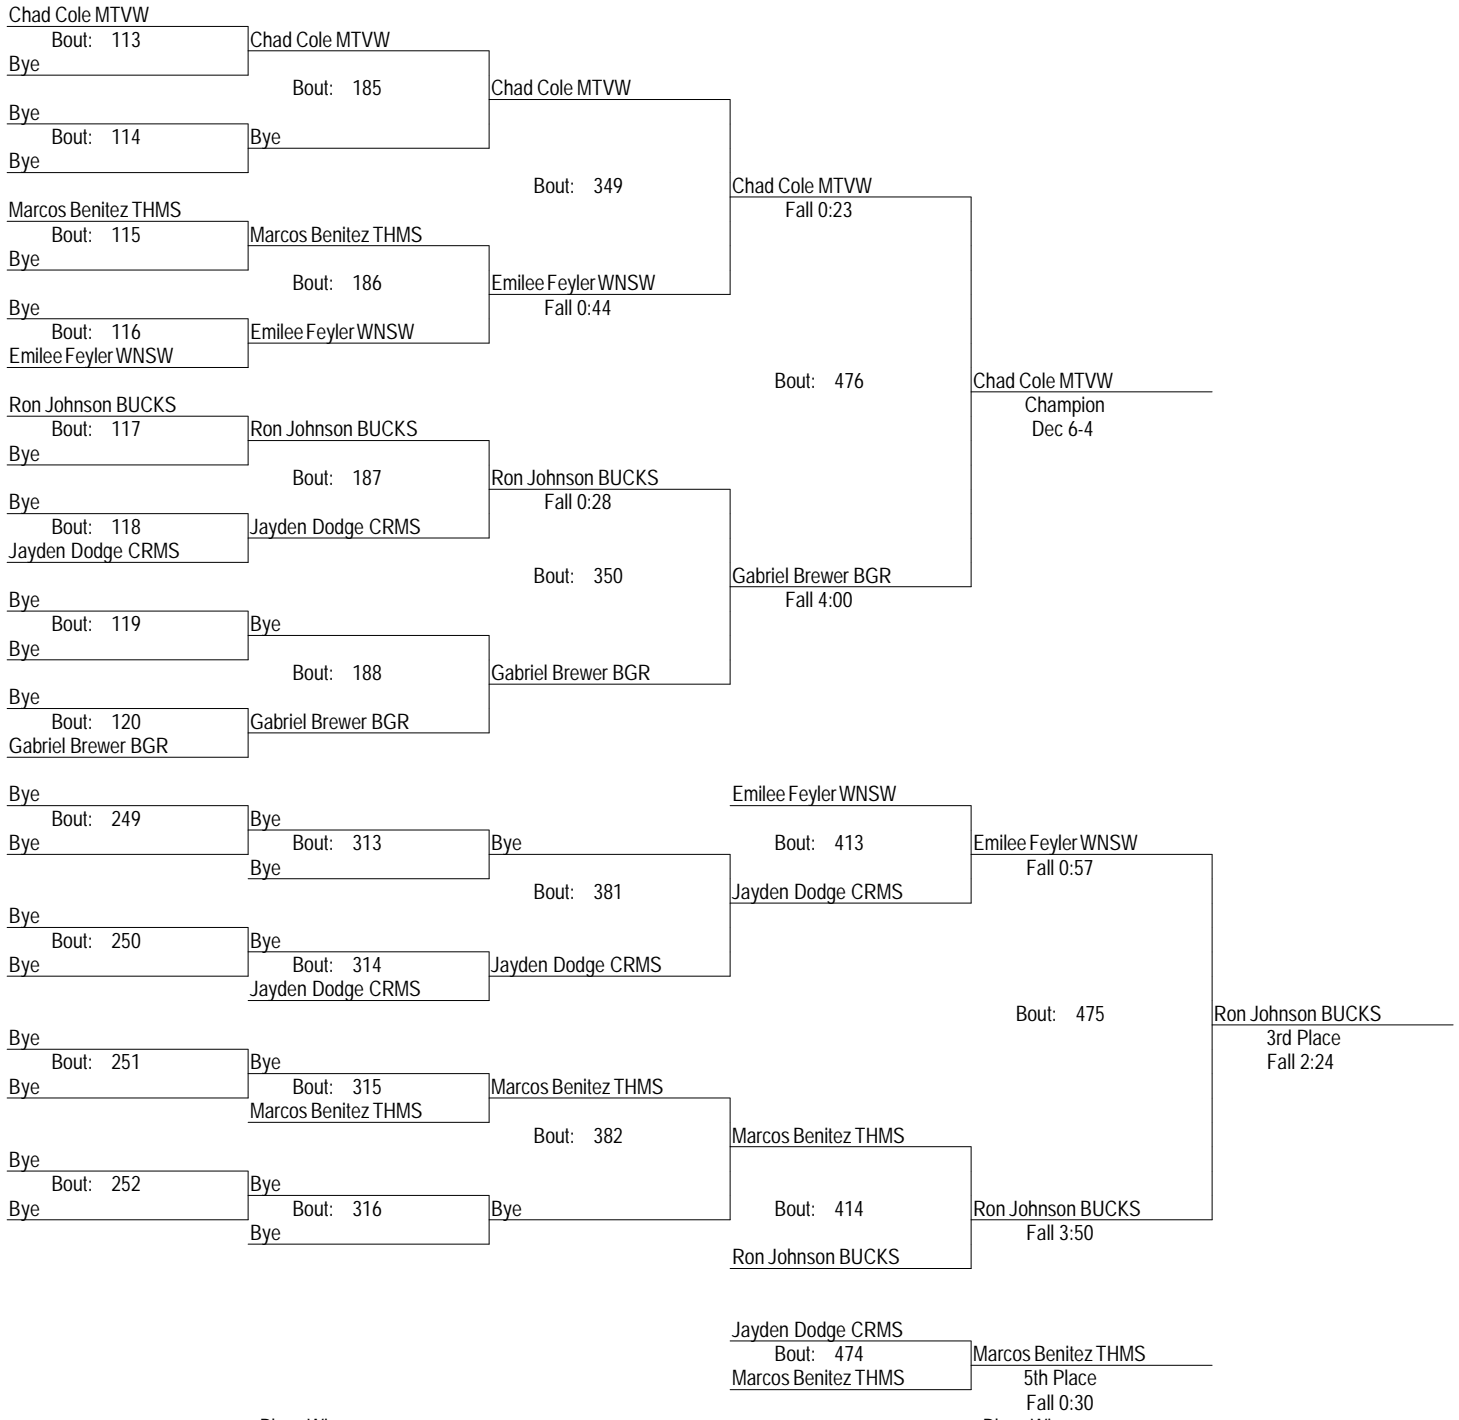 Chad Cole MTVW
Bout: 113 Chad Cole MTVW
Bye
Bout: 185 Chad Cole MTVW
Bye
Bout: 114 Bye
Bye
Bout: 349 Chad Cole MTVW
Marcos Benitez THMS Fall 0:23
Bout: 115 Marcos Benitez THMS
Bye
Bout: 186 Emilee Feyler WNSW
Bye Fall 0:44
Bout: 116 Emilee Feyler WNSW
Emilee Feyler WNSW
Bout: 476 Chad Cole MTVW
Ron Johnson BUCKS Champion
Bout: 117 Ron Johnson BUCKS Dec 6-4
Bye
Bout: 187 Ron Johnson BUCKS
Bye Fall 0:28
Bout: 118 Jayden Dodge CRMS
Jayden Dodge CRMS
Bout: 350 Gabriel Brewer BGR
Bye Fall 4:00
Bout: 119 Bye
Bye
Bout: 188 Gabriel Brewer BGR
Bye
Bout: 120 Gabriel Brewer BGR
Gabriel Brewer BGR
Bye Emilee Feyler WNSW
Bout: 249 Bye
Bye Bout: 313 Bye Bout: 413 Emilee Feyler WNSW
Bye Fall 0:57
Bout: 381 Jayden Dodge CRMS
Bye
Bout: 250 Bye
Bye Bout: 314 Jayden Dodge CRMS
Jayden Dodge CRMS
Bout: 475 Ron Johnson BUCKS
Bye 3rd Place
Bout: 251 Bye Fall 2:24
Bye Bout: 315 Marcos Benitez THMS
Marcos Benitez THMS
Bout: 382 Marcos Benitez THMS
Bye
Bout: 252 Bye
Bye Bout: 316 Bye Bout: 414 Ron Johnson BUCKS
Bye Fall 3:50
Ron Johnson BUCKS
Jayden Dodge CRMS
Bout: 474 Marcos Benitez THMS
Marcos Benitez THMS 5th Place
Fall 0:30